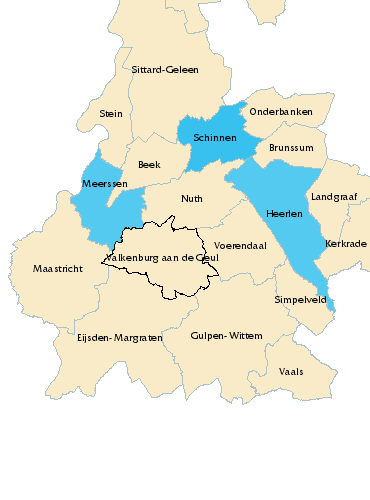 Sittard-Geleen
Stein
Onderbanken
Schinnen
Brunssum
Beek
Meerssen
Nuth
Landgraaf
Heerlen
Voerendaal
Kerkrade
Valkenburg aan de Geul
Maastricht
Simpelveld
Eijsden-Margraten
Gulpen-Wittem
Vaals